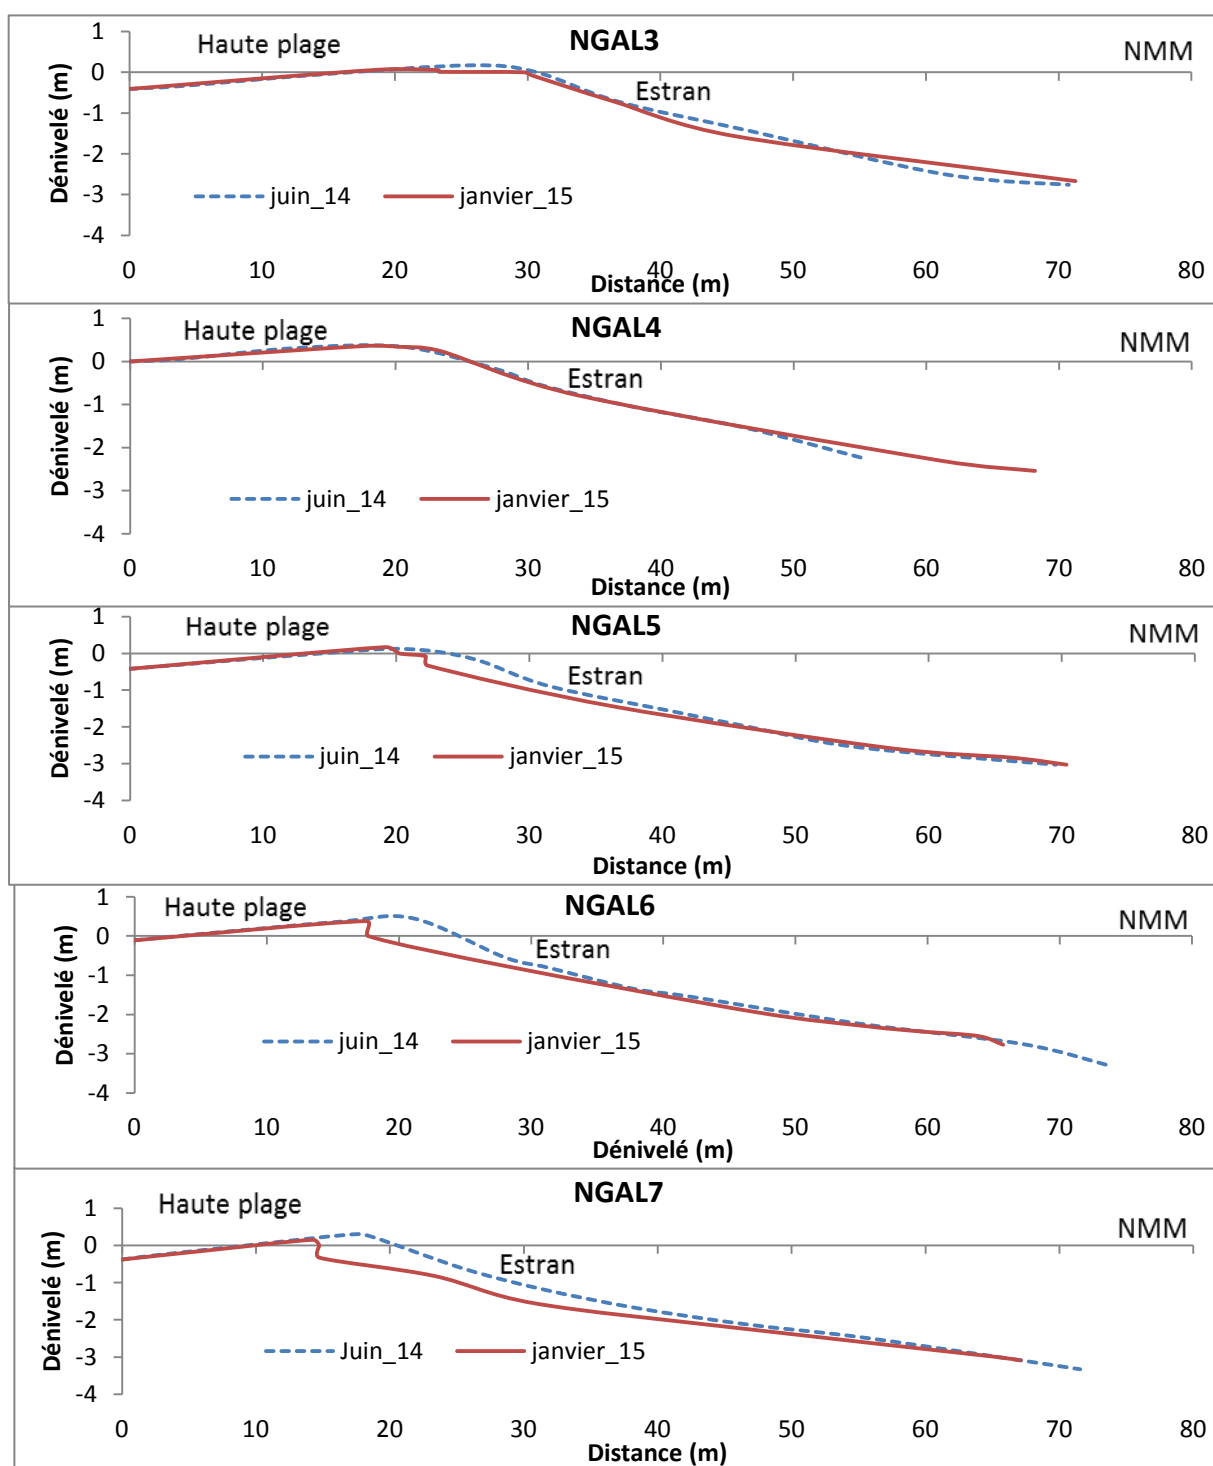 NGAL3
Haute plage
NMM
Estran
1
0
-1
-2
-3
-4
Dénivelé (m)
juin_14 janvier_15
0 10 20 30 40 50 60 70 80
Distance (m)
NGAL4
Haute plage
NMM
Estran
1
0
-1
-2
-3
-4
Dénivelé (m)
juin_14 janvier_15
0 10 20 30 40 50 60 70 80
Distance (m)
NGAL5
Haute plage
NMM
Estran
1
0
-1
-2
-3
-4
Dénivelé (m)
juin_14 janvier_15
0 10 20 30 40 50 60 70 80
Distance (m)
NGAL6
Haute plage
NMM
Estran
1
0
-1
-2
-3
-4
Dénivelé (m)
juin_14 janvier_15
0 10 20 30 40 50 60 70 80
Dénivelé (m)
NGAL7
Haute plage
NMM
Estran
1
0
-1
-2
-3
-4
Dénivelé (m)
Juin_14 janvier_15
0 10 20 30 40 50 60 70 80
Distance (m)